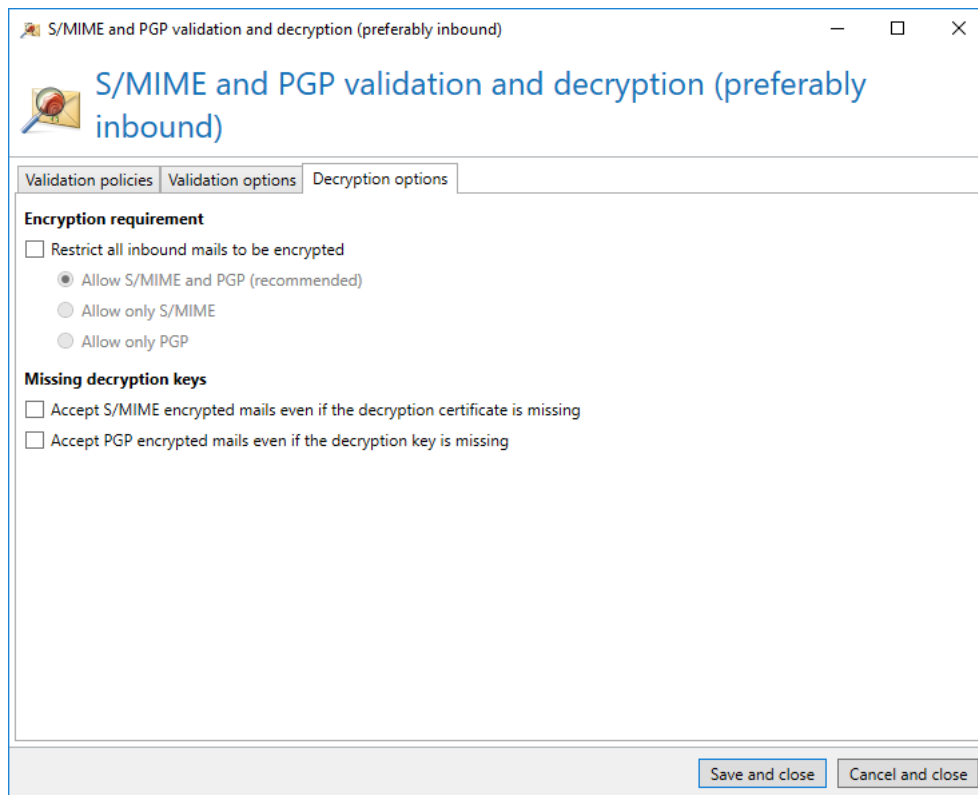 S/MIME and PGP validation and decryption (preferably inbound)
S/MIME and PGP validation and decryption (preferably
inbound)
Validation policies Validation options Decryption options
Encryption requirement
Restrict all inbound mails to be encrypted
Allow S/MIME and PGP (recommended)
Allow only S/MIME
Allow only PGP
Missing decryption keys
Accept S/MIME encrypted mails even if the decryption certificate is missing
Accept PGP encrypted mails even if the decryption key is missing
Save and close Cancel and close